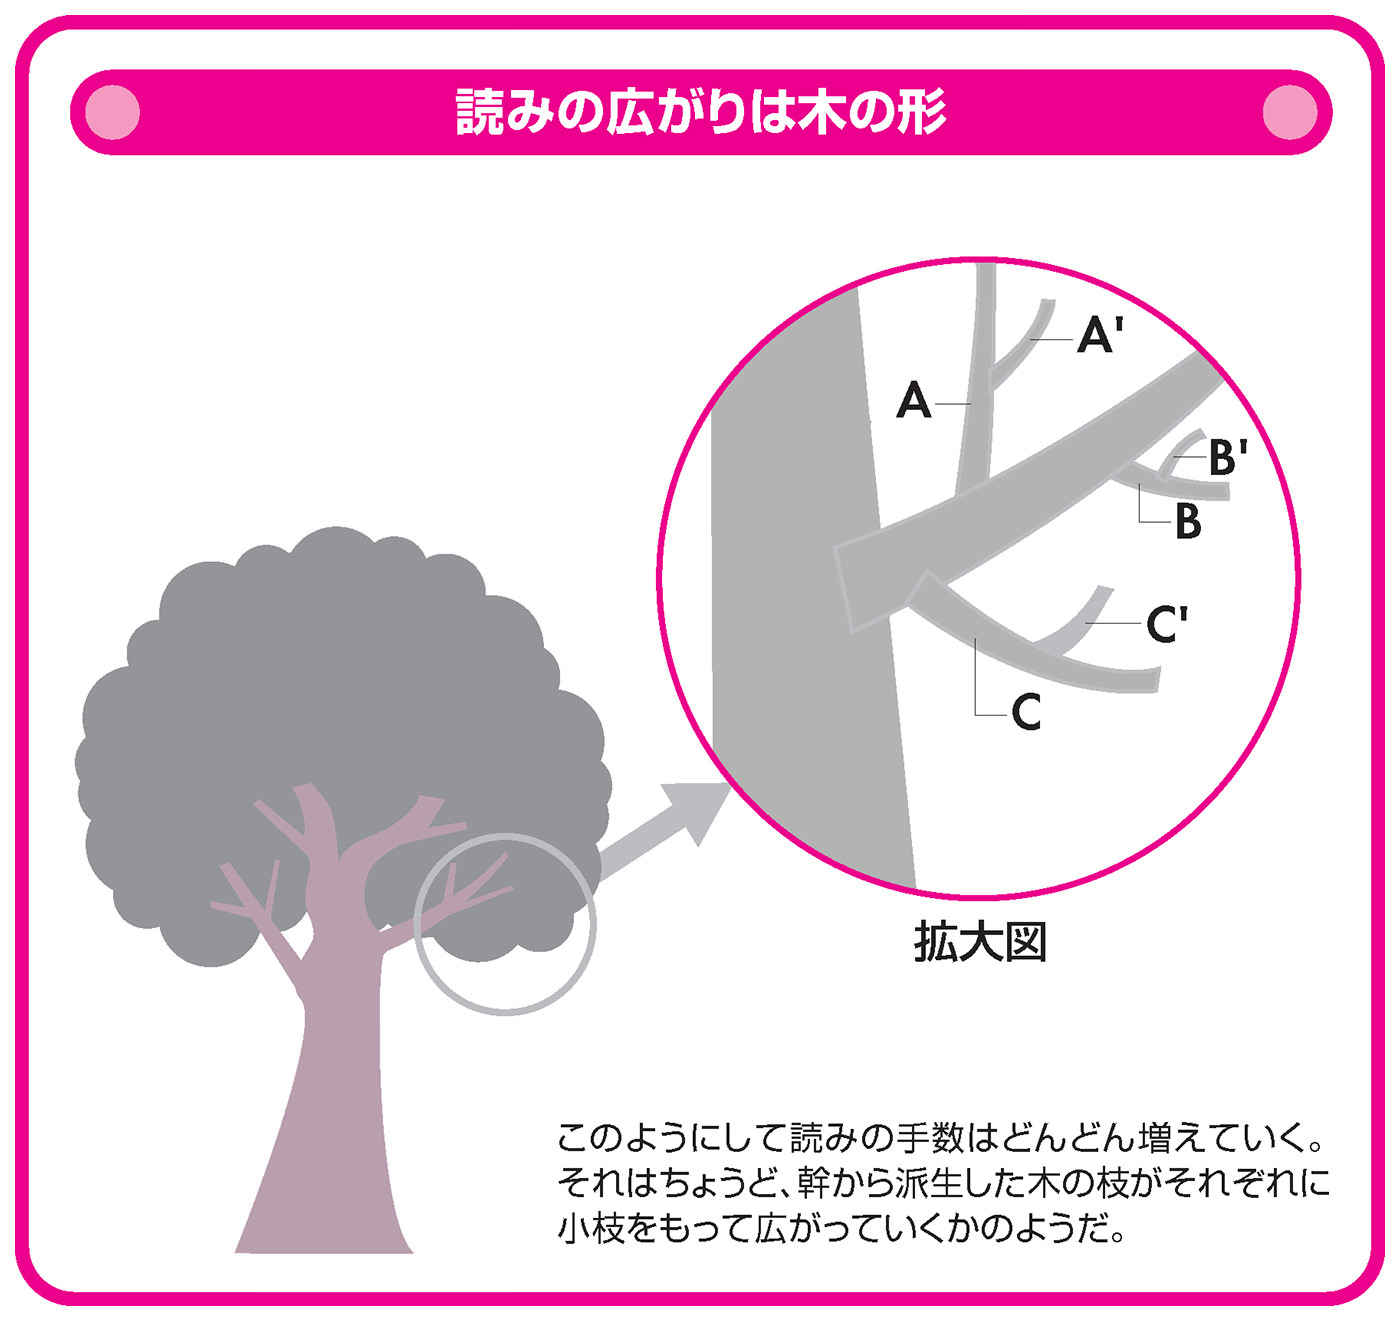 読みの広がりは木の形
A'
A
B'
B
C'
C
拡大図
このようにして読みの手数はどんどん増えていく。
それはちょうど、幹から派生した木の枝がそれぞれに
小枝をもって広がっていくかのようだ。